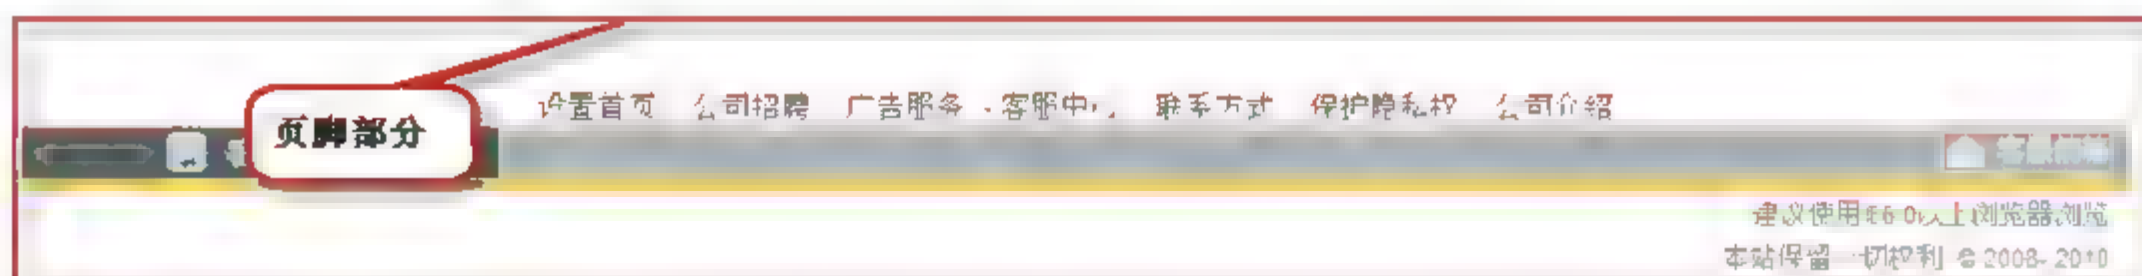 设置首页 公司招聘 广告服务 客服中心 联系方式 保护隐私权 公司介绍
页脚部分
建议使用IE6.0以上浏览器浏览
本站保留一切权利 © 2008-2010